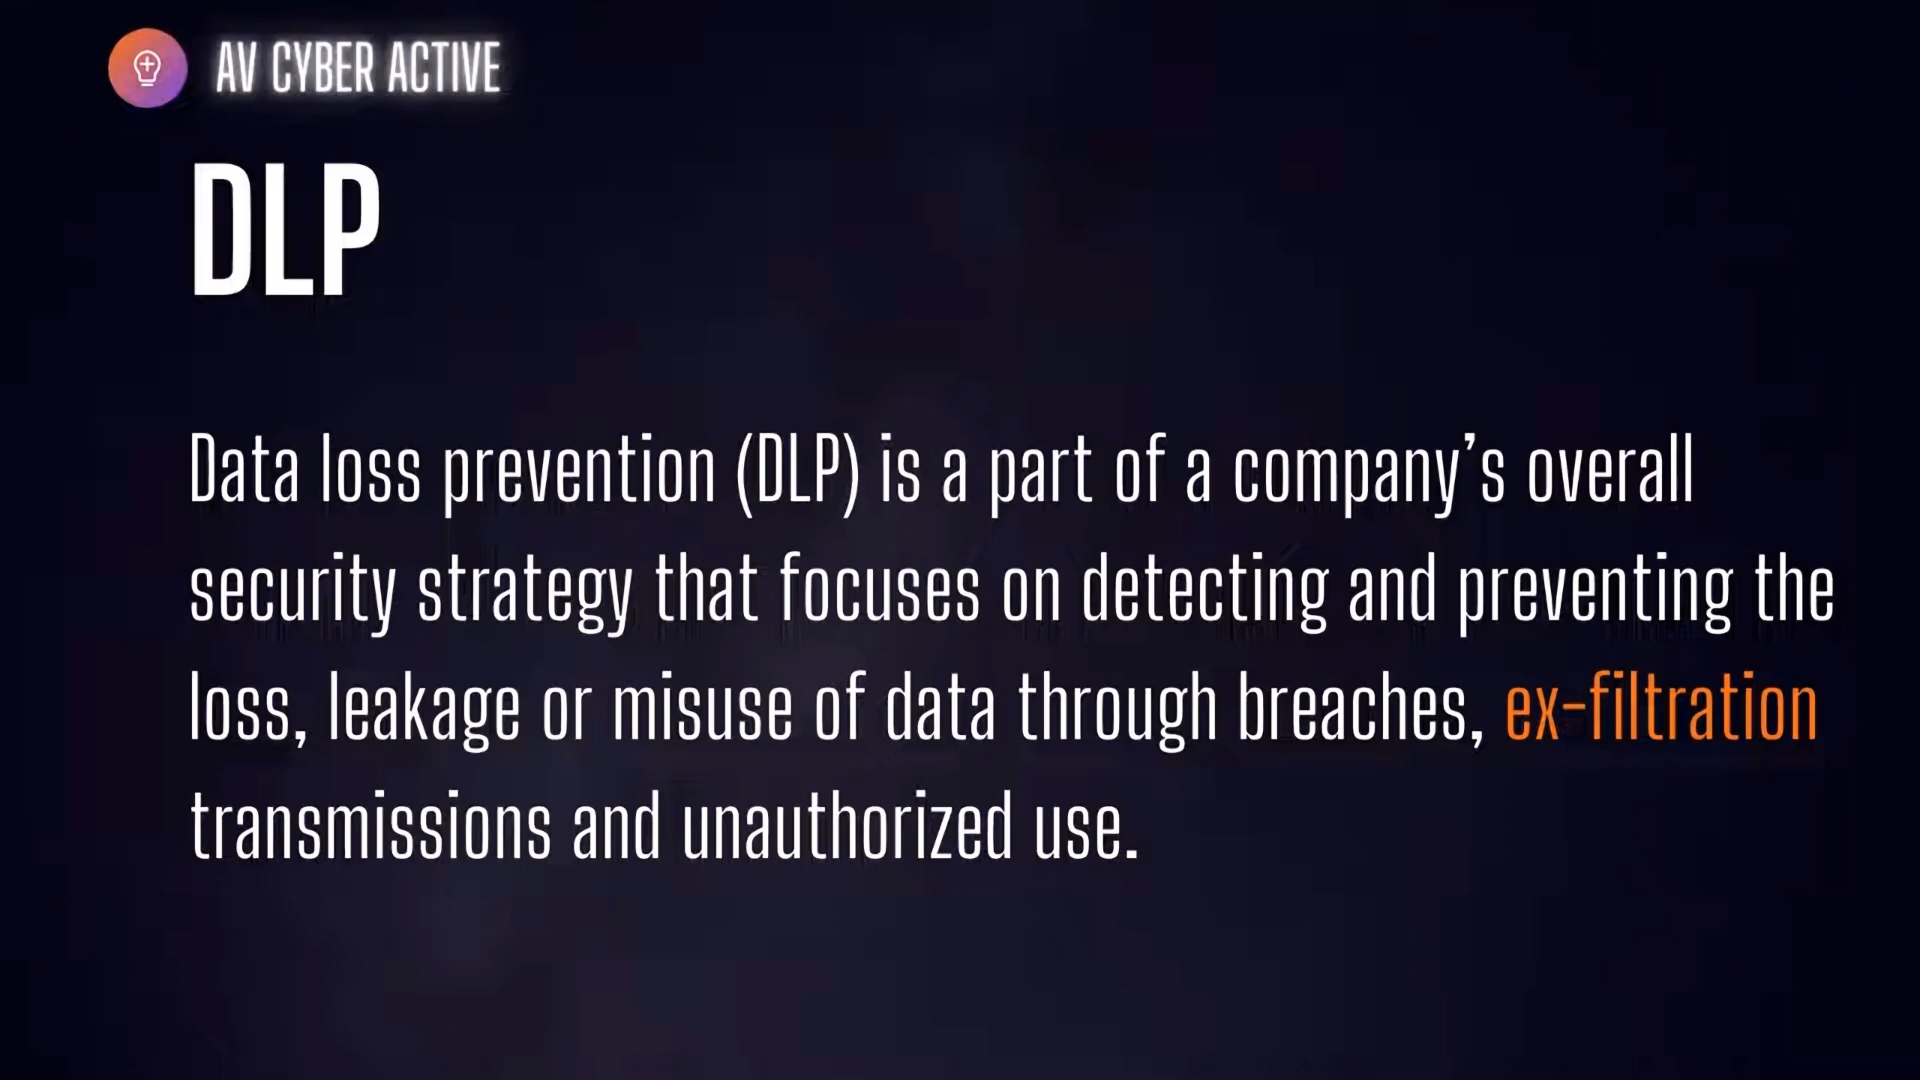 AV CYBER ACTIVE
DLP
Data loss prevention (DLP) is a part of a company’s overall
security strategy that focuses on detecting and preventing the
loss, leakage or misuse of data through breaches, ex-filtration
transmissions and unauthorized use.